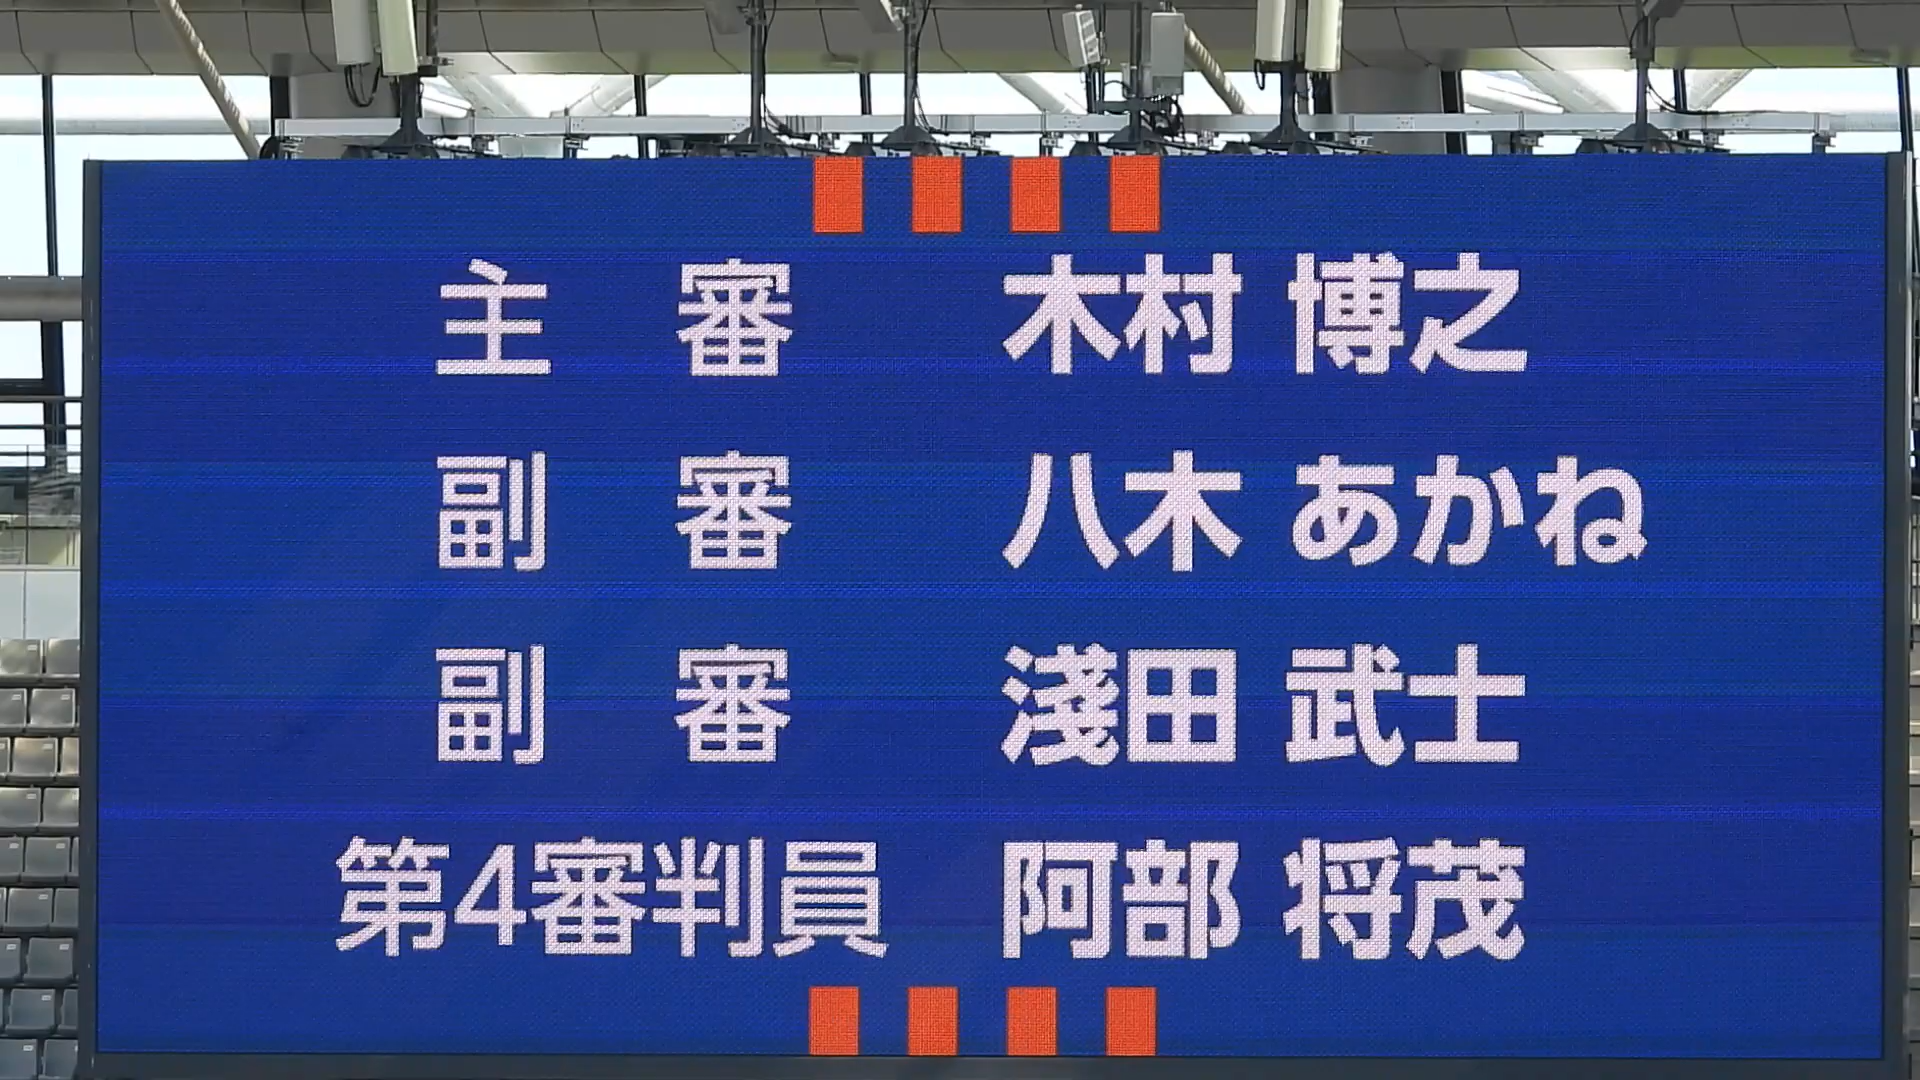 主　審　木村 博之
副　審　八木 あかね
副　審　淺田 武士
第4審判員　阿部 将茂